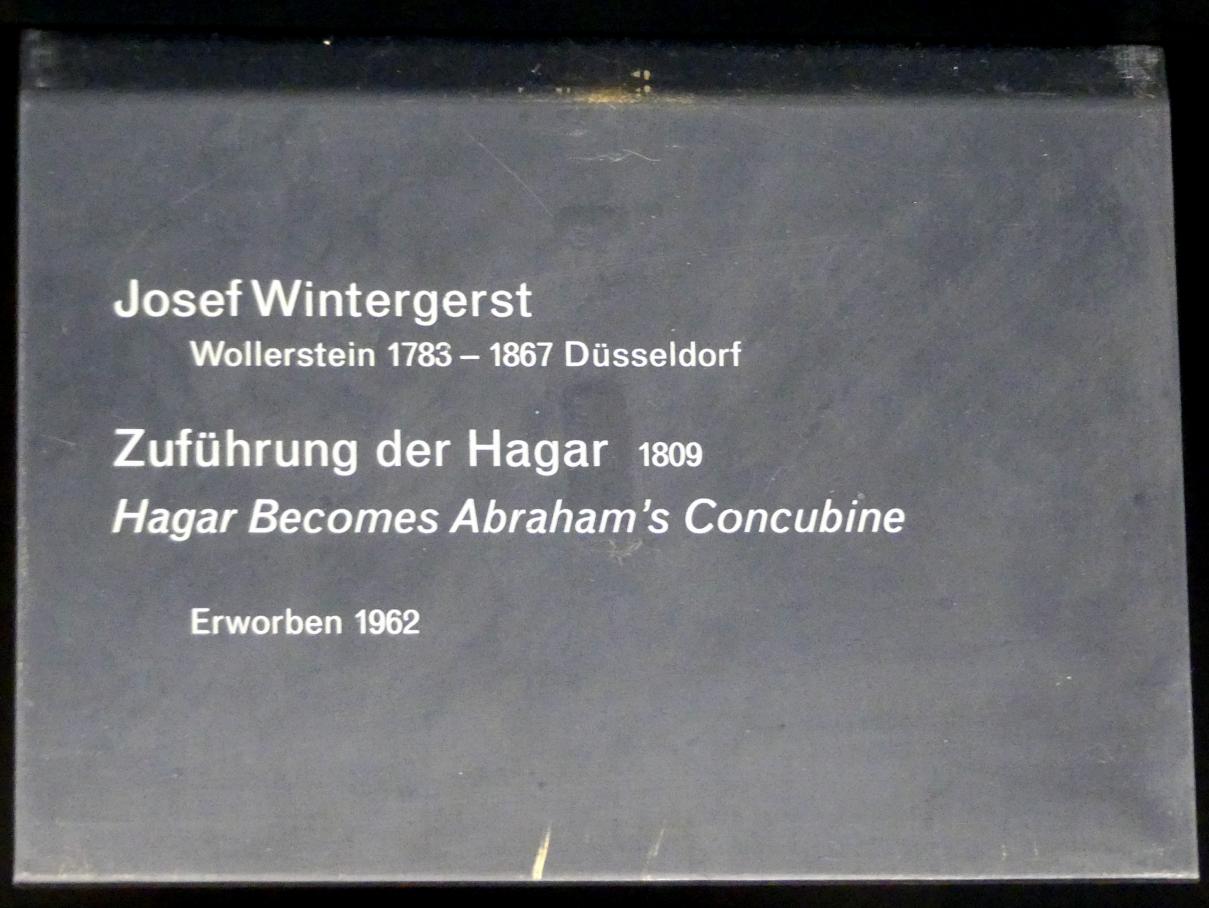 Josef Wintergerst
Wollerstein 1783 – 1867 Düsseldorf
Zuführung der Hagar 1809
Hagar Becomes Abraham's Concubine
Erworben 1962